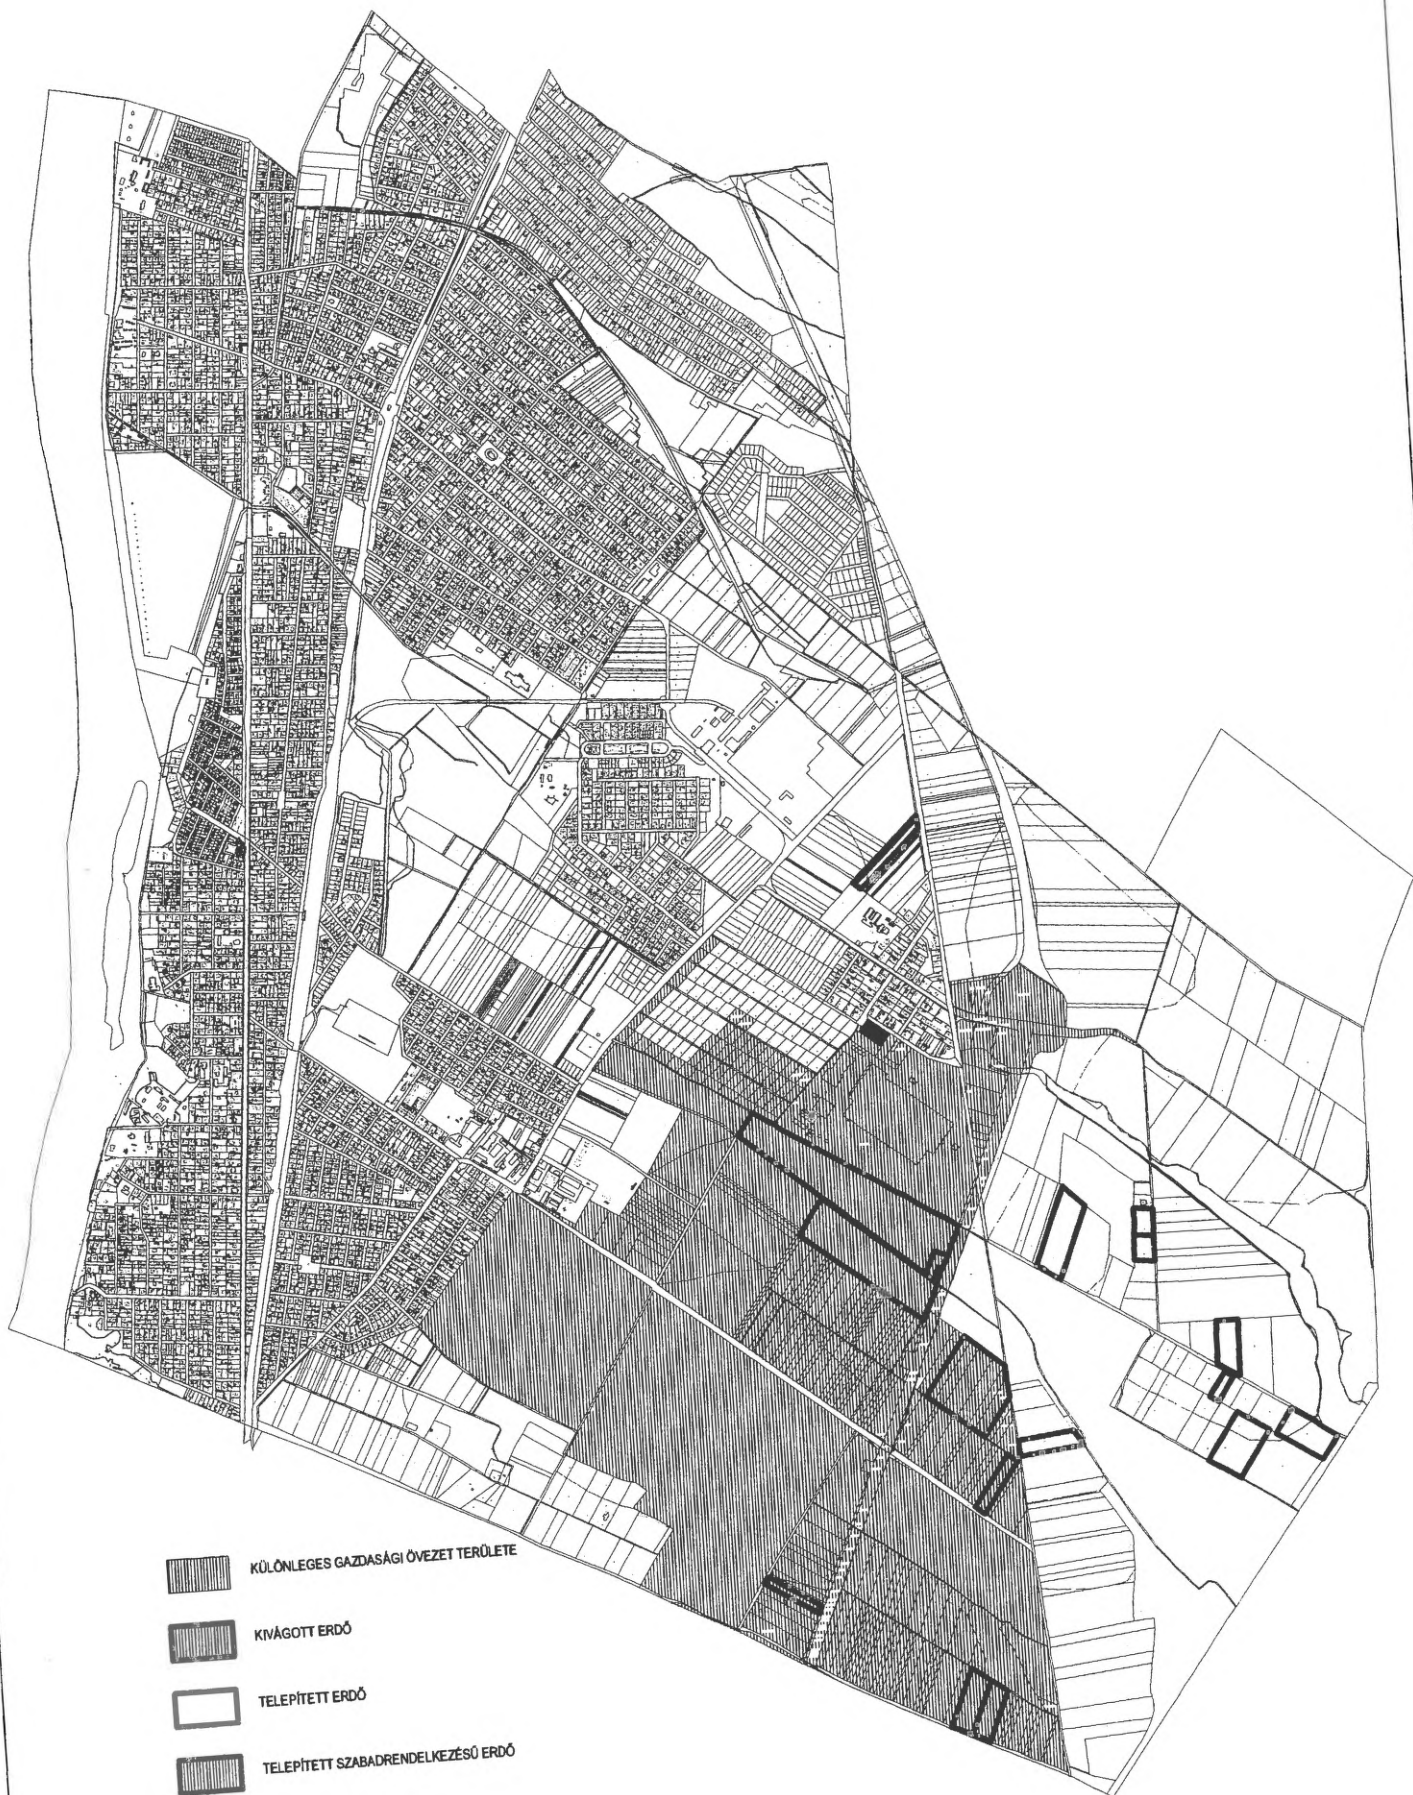 KÜLÖNLEGES GAZDASÁGI ÖVEZET TERÜLETE
KIVÁGOTT ERDŐ
TELEPÍTETT ERDŐ
TELEPÍTETT SZABADRENDELKEZÉSŰ ERDŐ